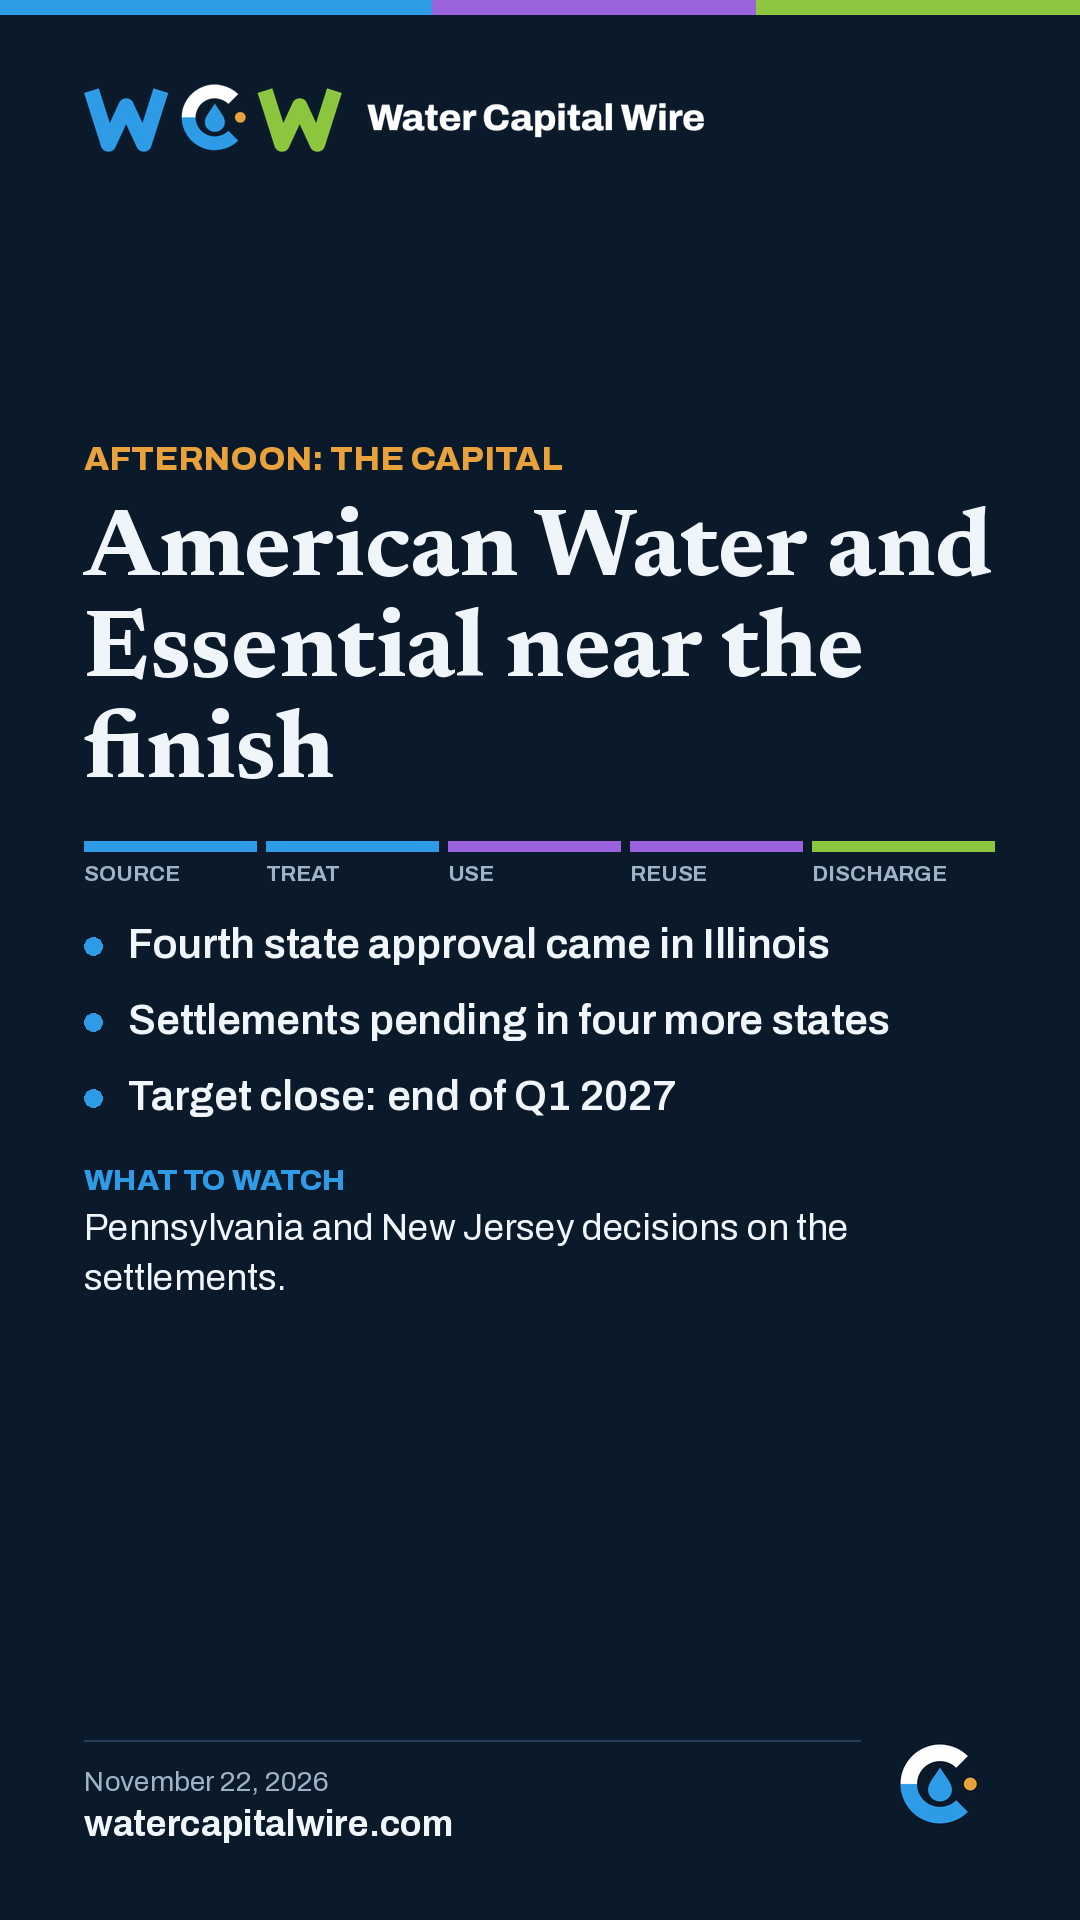 WCW Water Capital Wire
AFTERNOON: THE CAPITAL
American Water and
Essential near the
finish
SOURCE TREAT USE REUSE DISCHARGE
Fourth state approval came in Illinois
Settlements pending in four more states
Target close: end of Q1 2027
WHAT TO WATCH
Pennsylvania and New Jersey decisions on the
settlements.
November 22, 2026
watercapitalwire.com